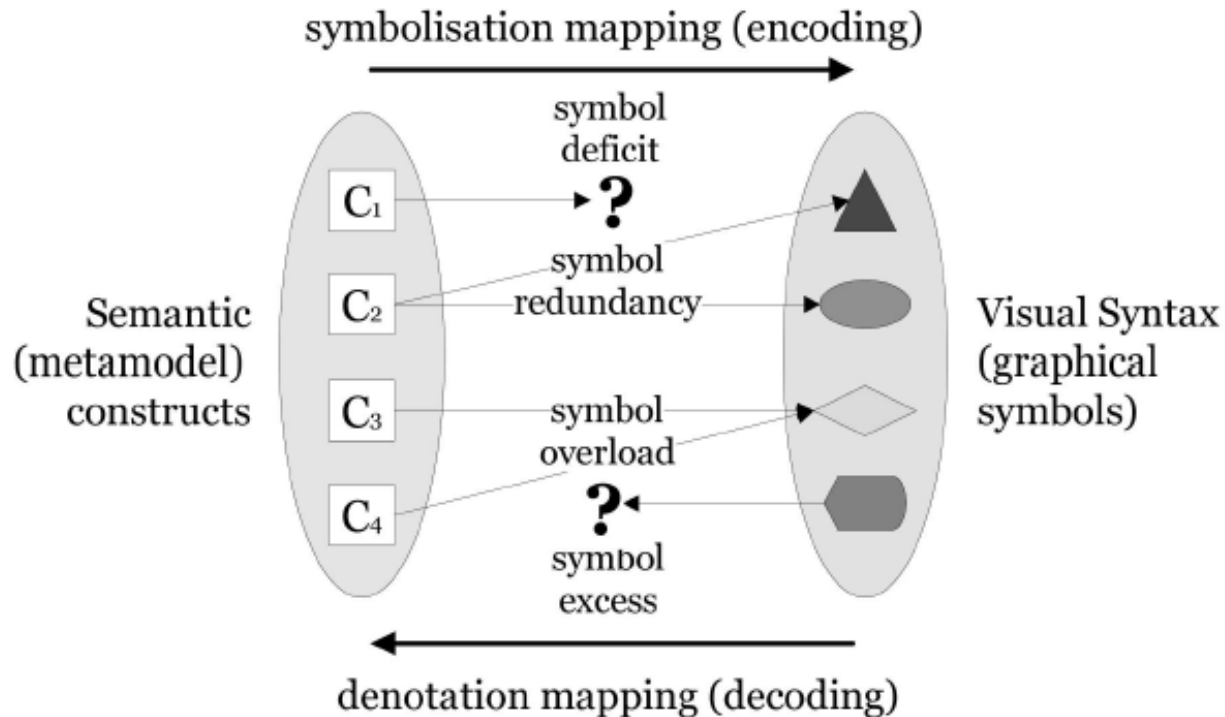 symbolisation mapping (encoding)
symbol
deficit
?
C₁
C₂
C₃
C₄
symbol
redundancy
Semantic
(metamodel)
constructs
Visual Syntax
(graphical
symbols)
symbol
overload
?
symbol
excess
denotation mapping (decoding)